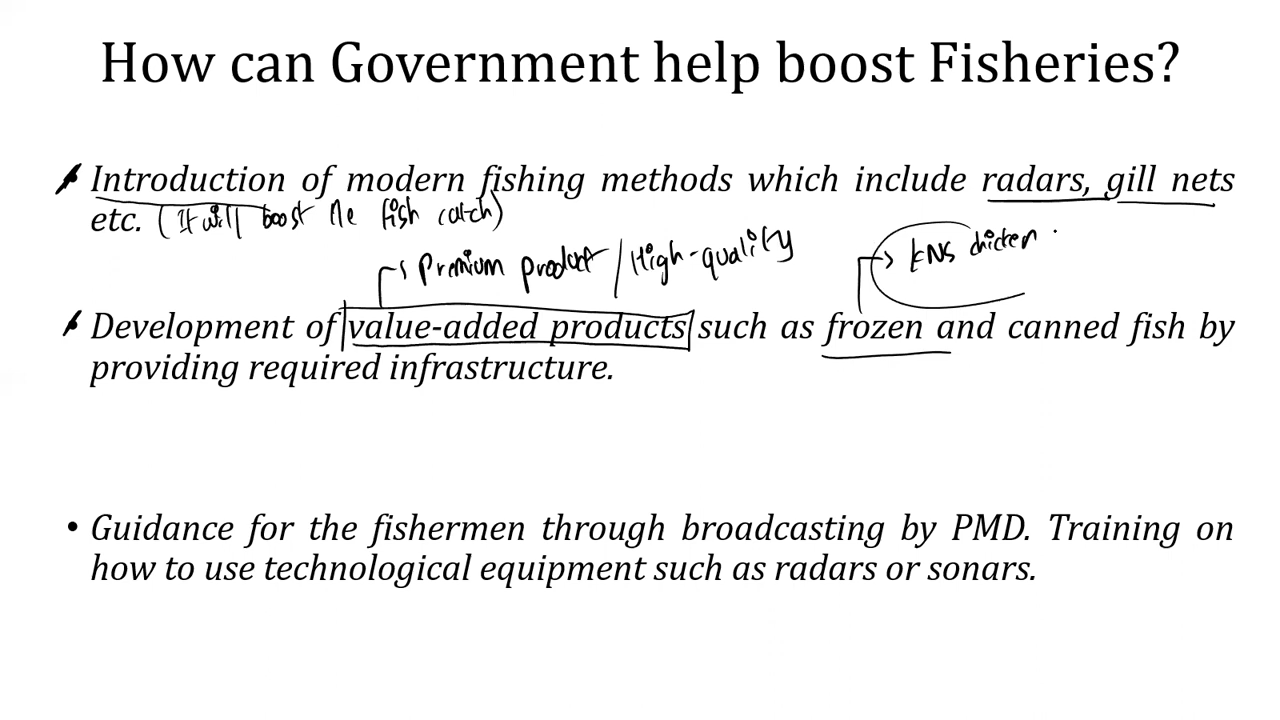 How can Government help boost Fisheries?
Introduction of modern fishing methods which include radars, gill nets
etc. (It will boost the fish catch)
Premium product / High-quality
KNS chicken
Development of value-added products such as frozen and canned fish by
providing required infrastructure.
• Guidance for the fishermen through broadcasting by PMD. Training on
how to use technological equipment such as radars or sonars.